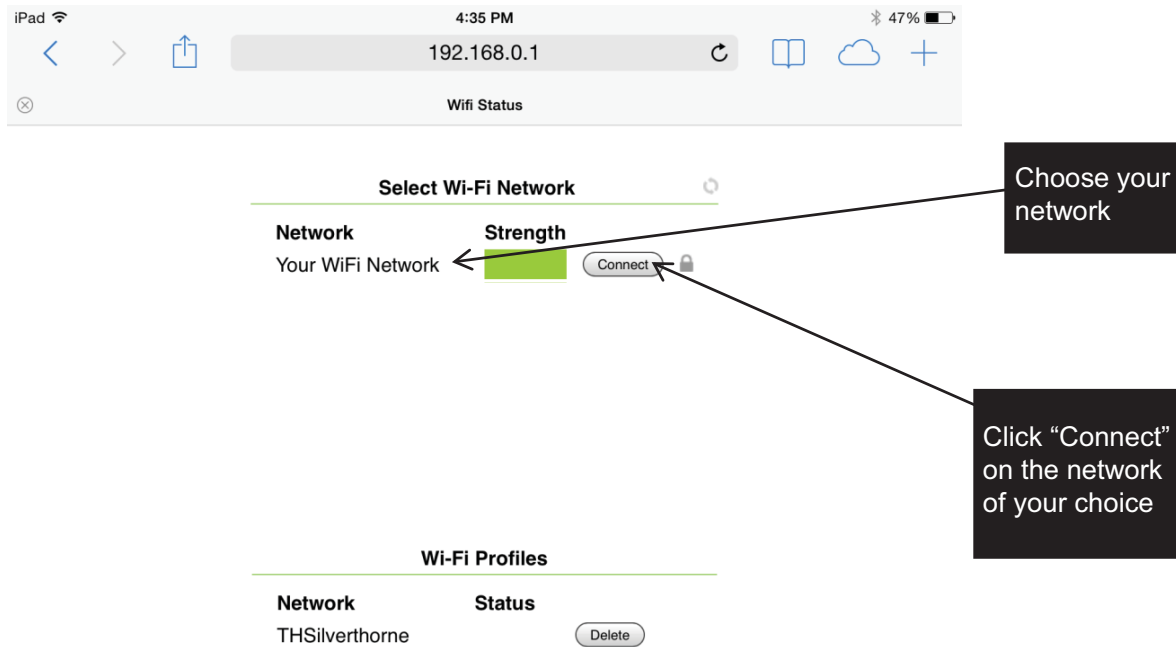 iPad 4:35 PM 47%
192.168.0.1
Wifi Status
Select Wi-Fi Network
Network Strength
Your WiFi Network Connect
Choose your
network
Click “Connect”
on the network
of your choice
Wi-Fi Profiles
Network Status
THSilverthorne Delete